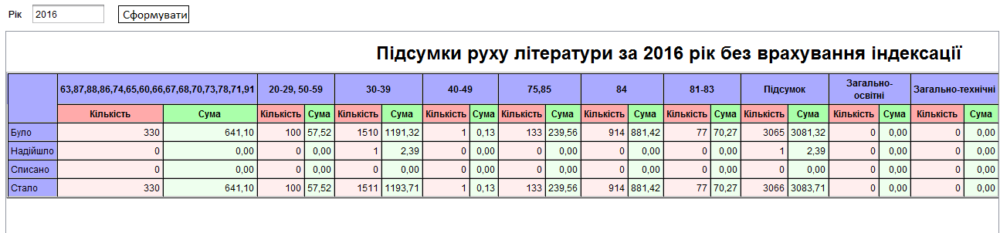 Рік 2016 Сформувати
Підсумки руху літератури за 2016 рік без врахування індексації
63,87,88,86,74,65,60,66,67,68,70,73,78,71,91 20-29, 50-59 30-39 40-49 75,85 84 81-83 Підсумок Загально-
освітні Загально-технічні
Кількість Сума Кількість Сума Кількість Сума Кількість Сума Кількість Сума Кількість Сума Кількість Сума Кількість Сума Кількість Сума Кількість Сума
Було 330 641,10 100 57,52 1510 1191,32 1 0,13 133 239,56 914 881,42 77 70,27 3065 3081,32 0 0,00 0 0,00
Надійшло 0 0,00 0 0,00 1 2,39 0 0,00 0 0,00 0 0,00 0 0,00 1 2,39 0 0,00 0 0,00
Списано 0 0,00 0 0,00 0 0,00 0 0,00 0 0,00 0 0,00 0 0,00 0 0,00 0 0,00 0 0,00
Стало 330 641,10 100 57,52 1511 1193,71 1 0,13 133 239,56 914 881,42 77 70,27 3066 3083,71 0 0,00 0 0,00